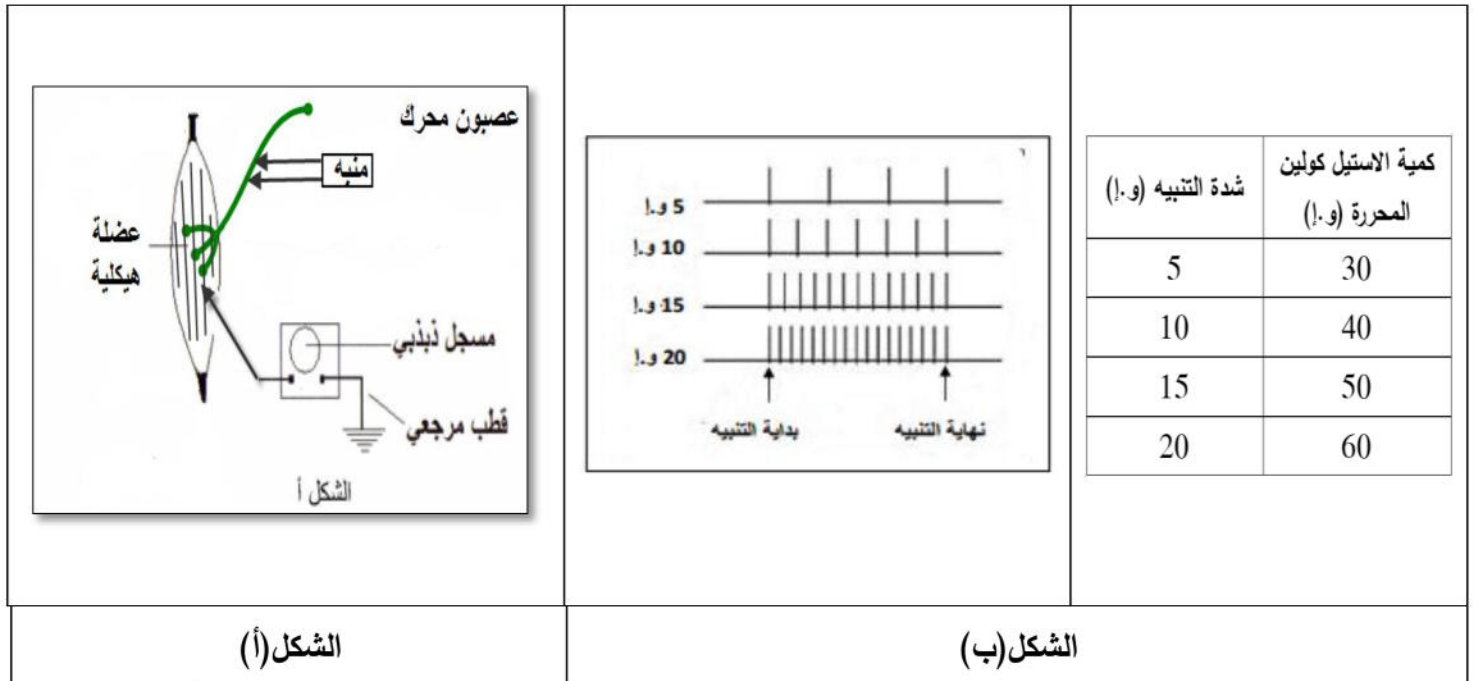 عصبون محرك
منبه
عضلة
هيكلية
مسجل ذبذبي
قطب مرجعي
الشكل أ
5 و.إ
10 و.إ
15 و.إ
20 و.إ
بداية التنبيه
نهاية التنبيه
شدة التنبيه (و.إ)
كمية الاستيل كولين
المحررة (و.إ)
5 30
10 40
15 50
20 60
الشكل(أ)
الشكل(ب)